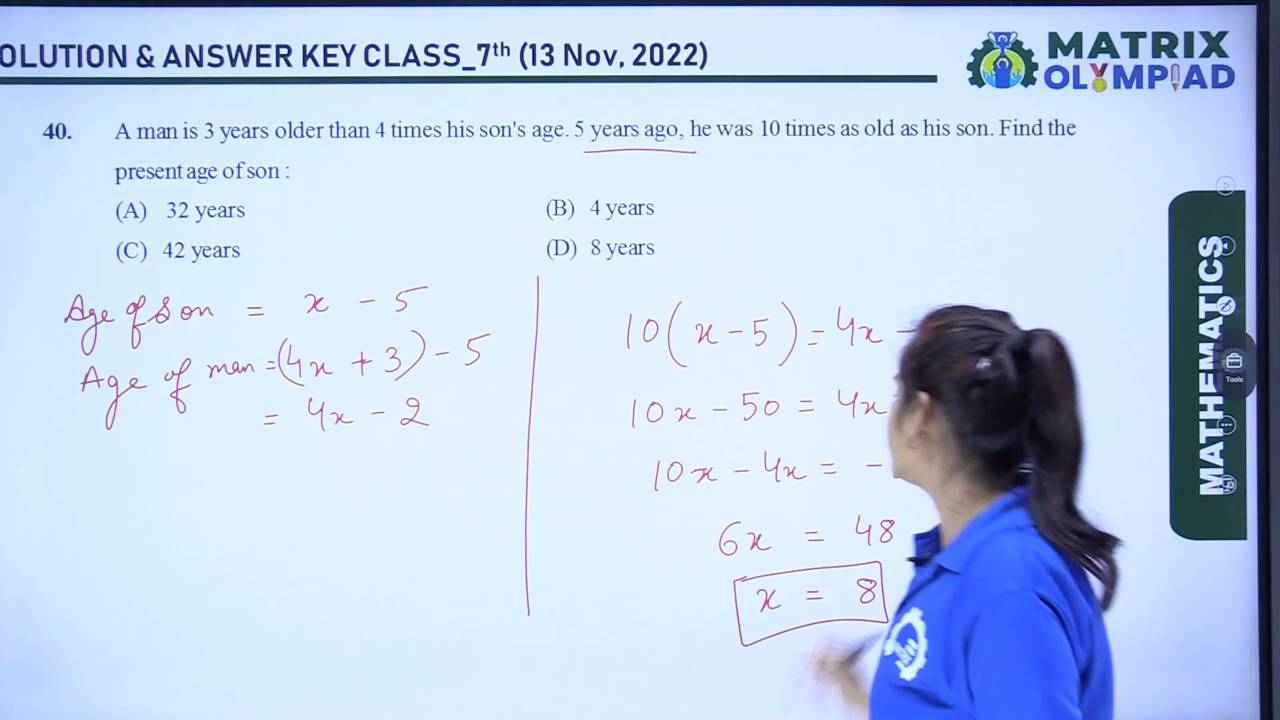 OLUTION & ANSWER KEY CLASS_7th (13 Nov, 2022)
MATRIX
OLYMPIAD
40. A man is 3 years older than 4 times his son's age. 5 years ago, he was 10 times as old as his son. Find the
present age of son :
(A) 32 years (B) 4 years
(C) 42 years (D) 8 years
Age of son = x - 5
Age of man = (4x + 3) - 5
= 4x - 2
10(x - 5) = 4x -
10x - 50 = 4x
10x - 4x = -
6x = 48
x = 8
MATHEMATICS
Tools